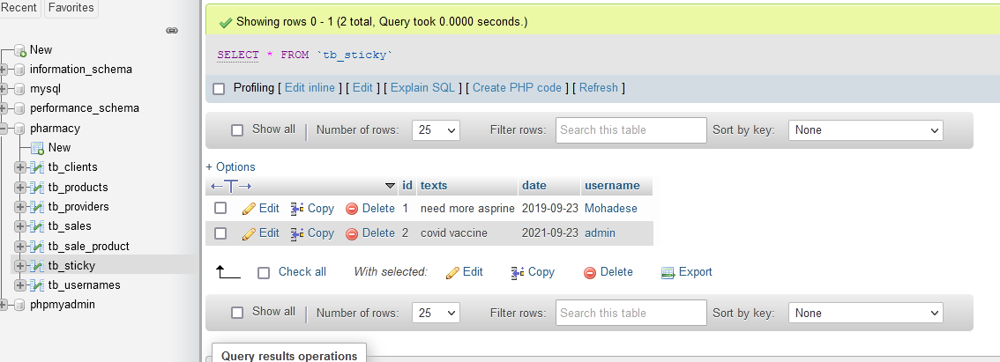 Recent Favorites
New
information_schema
mysql
performance_schema
pharmacy
New
tb_clients
tb_products
tb_providers
tb_sales
tb_sale_product
tb_sticky
tb_usernames
phpmyadmin
Showing rows 0 - 1 (2 total, Query took 0.0000 seconds.)
SELECT * FROM `tb_sticky`
Profiling [ Edit inline ] [ Edit ] [ Explain SQL ] [ Create PHP code ] [ Refresh ]
Show all | Number of rows: 25 Filter rows: Search this table Sort by key: None
+ Options
id texts date username
Edit Copy Delete 1 need more asprine 2019-09-23 Mohadese
Edit Copy Delete 2 covid vaccine 2021-09-23 admin
Check all With selected: Edit Copy Delete Export
Show all | Number of rows: 25 Filter rows: Search this table Sort by key: None
Query results operations